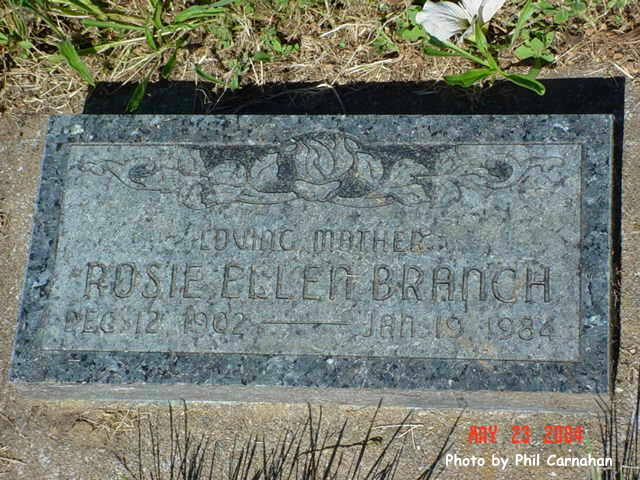 LOVING MOTHER
ROSIE ELLEN BRANCH
DEC 12 1902 — JAN 19 1984
MAY 23 2004
Photo by Phil Carnahan